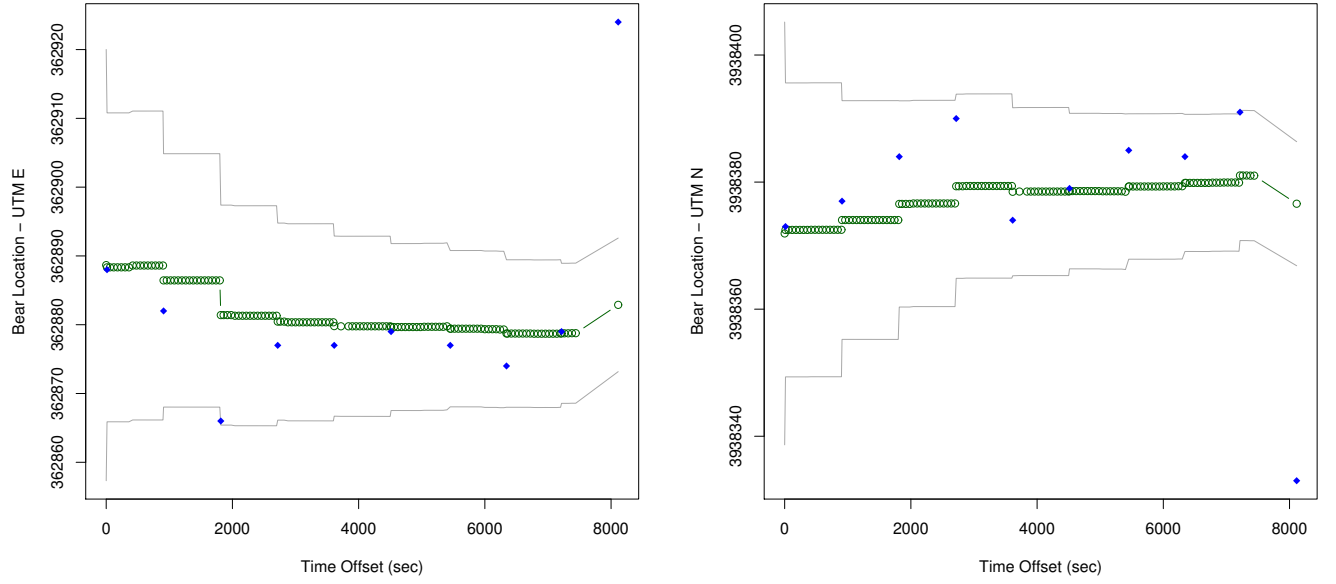 362920
362910
362900
362890
362880
362870
362860
Bear Location – UTM E
0 2000 4000 6000 8000
Time Offset (sec)
3938400
3938380
3938360
3938340
Bear Location – UTM N
0 2000 4000 6000 8000
Time Offset (sec)